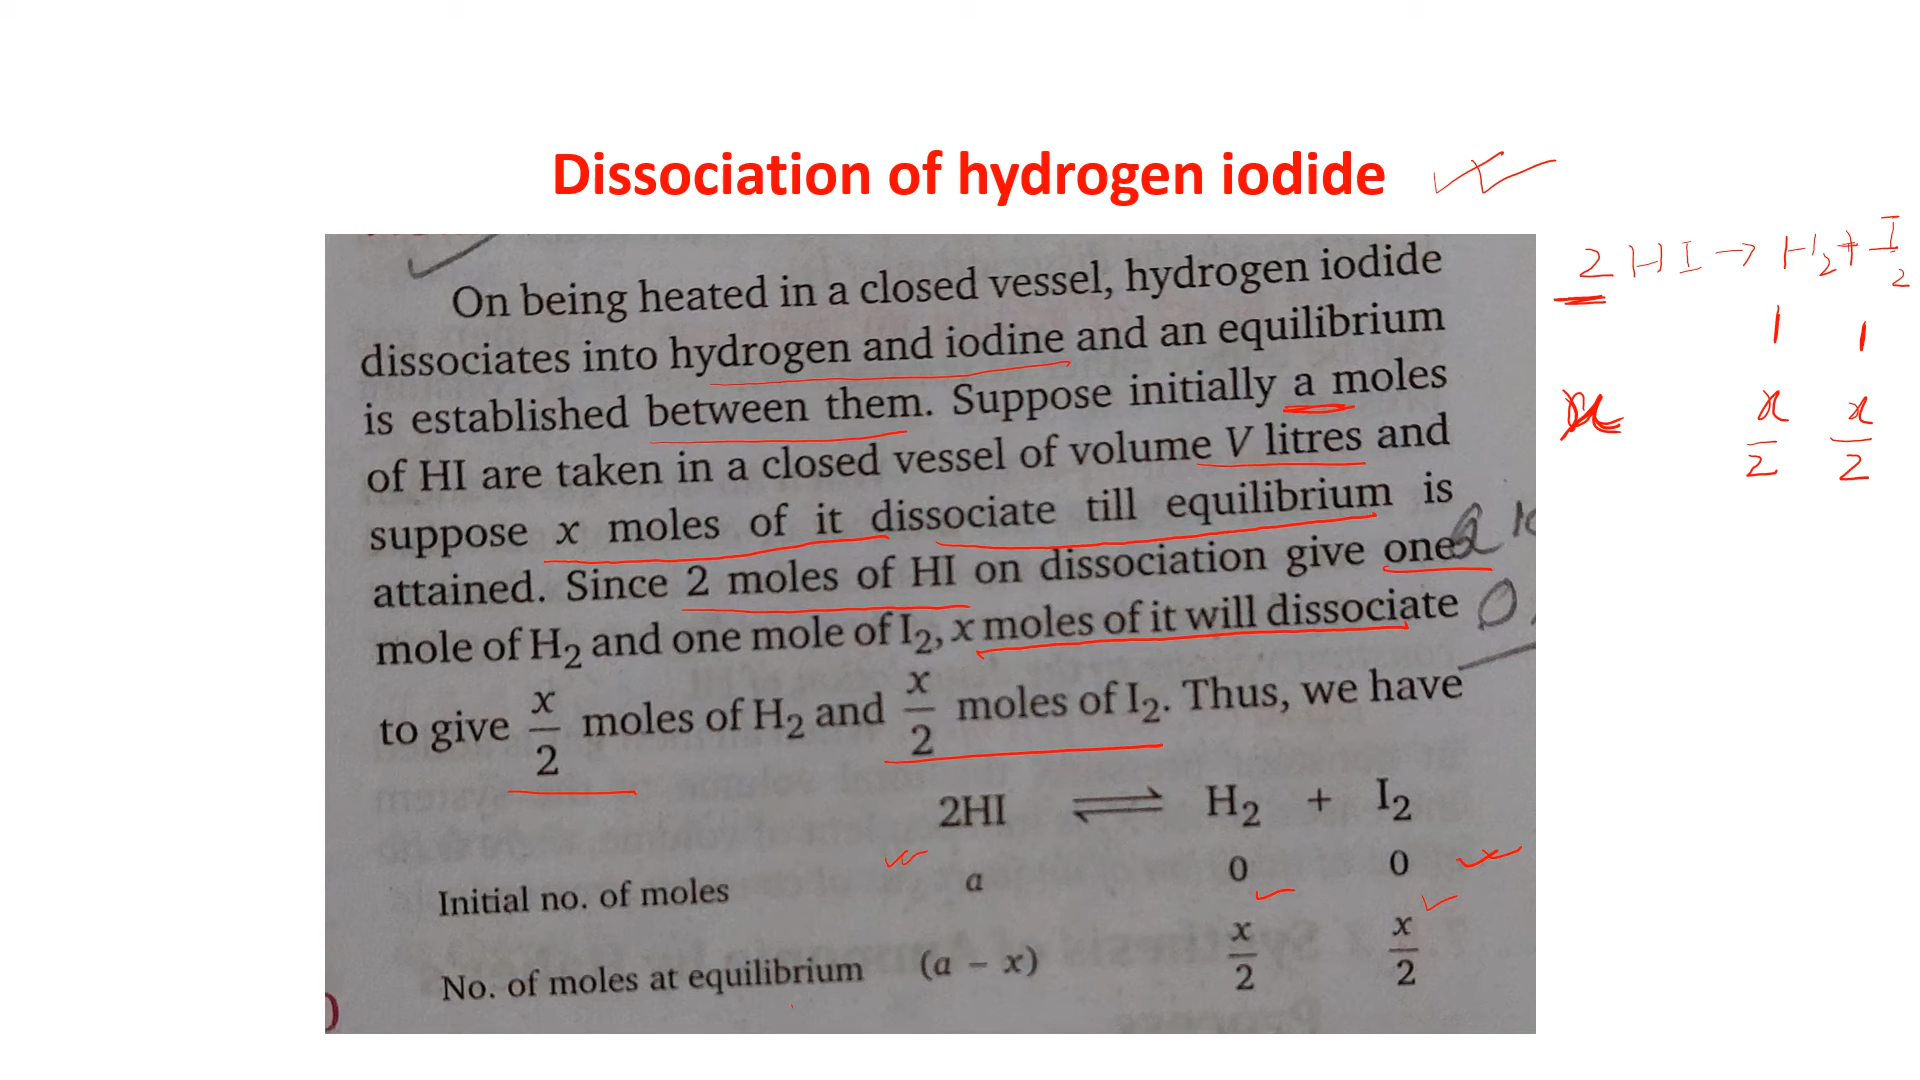 Dissociation of hydrogen iodide
2 HI → H2 + I2
1 1
x x/2 x/2
On being heated in a closed vessel, hydrogen iodide
dissociates into hydrogen and iodine and an equilibrium
is established between them. Suppose initially a moles
of HI are taken in a closed vessel of volume V litres and
suppose x moles of it dissociate till equilibrium is
attained. Since 2 moles of HI on dissociation give one
mole of H2 and one mole of I2, x moles of it will dissociate
to give x/2 moles of H2 and x/2 moles of I2. Thus, we have
2HI ⇌ H2 + I2
Initial no. of moles a 0 0
No. of moles at equilibrium (a – x) x/2 x/2